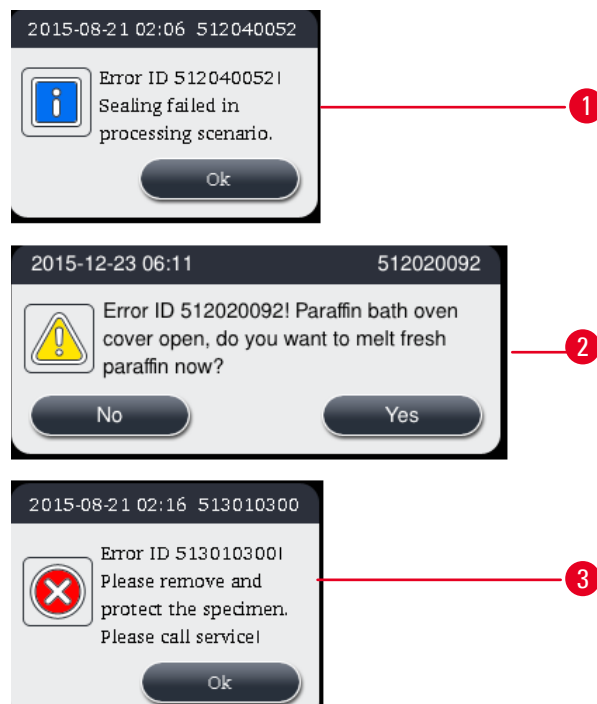 2015-08-21 02:06 512040052
Error ID 512040052!
Sealing failed in
processing scenario.
Ok
1
2015-12-23 06:11 512020092
Error ID 512020092! Paraffin bath oven
cover open, do you want to melt fresh
paraffin now?
No Yes
2
2015-08-21 02:16 513010300
Error ID 513010300!
Please remove and
protect the specimen.
Please call service!
Ok
3